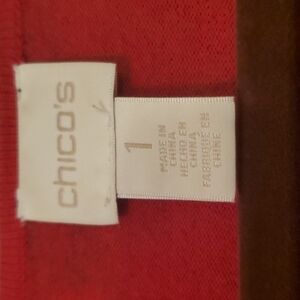 chico's
1
MADE IN
CHINA
HECHO EN
CHINA
FABRIQUÉ EN
CHINE